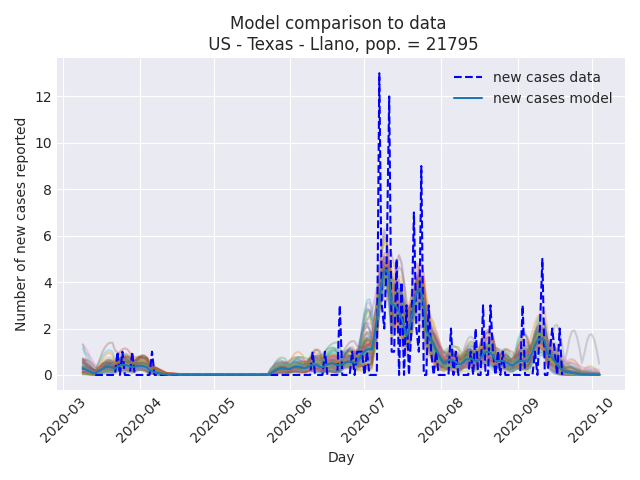 Model comparison to data
US - Texas - Llano, pop. = 21795
new cases data
new cases model
Number of new cases reported
12
10
8
6
4
2
0
2020-03
2020-04
2020-05
2020-06
2020-07
2020-08
2020-09
2020-10
Day